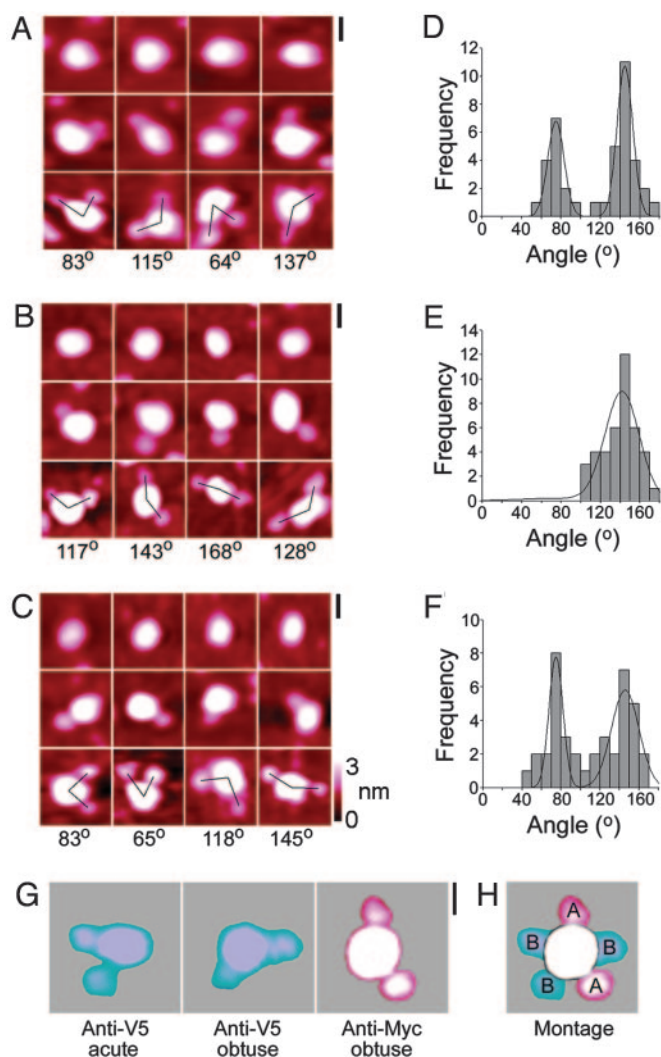 A
83° 115° 64° 137°
B
117° 143° 168° 128°
C
3
nm
0
83° 65° 118° 145°
D
Frequency
12
10
8
6
4
2
0
0 40 80 120 160
Angle (°)
E
Frequency
14
12
10
8
6
4
2
0
0 40 80 120 160
Angle (°)
F
Frequency
10
8
6
4
2
0
0 40 80 120 160
Angle (°)
G
Anti-V5 acute
Anti-V5 obtuse
Anti-Myc obtuse
H
A
B B
B A
Montage